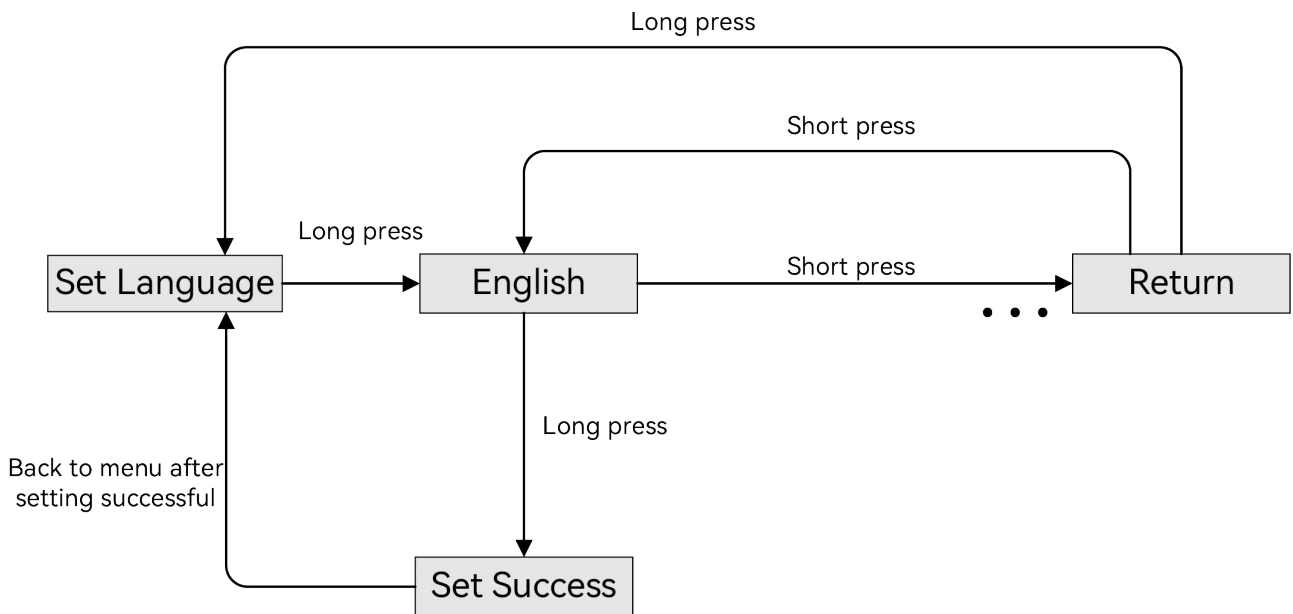 Long press
Short press
Long press
Set Language
English
Short press
Return
• • •
Long press
Back to menu after
setting successful
Set Success